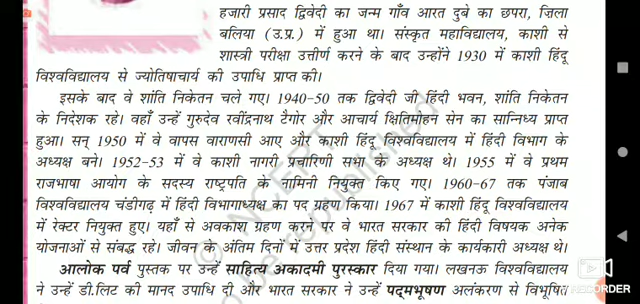 हजारी प्रसाद द्विवेदी का जन्म गाँव आरत दुबे का छपरा, ज़िला
बलिया (उ.प्र.) में हुआ था। संस्कृत महाविद्यालय, काशी से
शास्त्री परीक्षा उत्तीर्ण करने के बाद उन्होंने 1930 में काशी हिंदू
विश्वविद्यालय से ज्योतिषाचार्य की उपाधि प्राप्त की।
इसके बाद वे शांति निकेतन चले गए। 1940-50 तक द्विवेदी जी हिंदी भवन, शांति निकेतन
के निदेशक रहे। वहाँ उन्हें गुरुदेव रवींद्रनाथ टैगोर और आचार्य क्षितिमोहन सेन का सान्निध्य प्राप्त
हुआ। सन् 1950 में वे वापस वाराणसी आए और काशी हिंदू विश्वविद्यालय में हिंदी विभाग के
अध्यक्ष बने। 1952-53 में वे काशी नागरी प्रचारिणी सभा के अध्यक्ष थे। 1955 में वे प्रथम
राजभाषा आयोग के सदस्य राष्ट्रपति के नामिनी नियुक्त किए गए। 1960-67 तक पंजाब
विश्वविद्यालय चंडीगढ़ में हिंदी विभागाध्यक्ष का पद ग्रहण किया। 1967 में काशी हिंदू विश्वविद्यालय
में रेक्टर नियुक्त हुए। यहाँ से अवकाश ग्रहण करने पर वे भारत सरकार की हिंदी विषयक अनेक
योजनाओं से संबद्ध रहे। जीवन के अंतिम दिनों में उत्तर प्रदेश हिंदी संस्थान के कार्यकारी अध्यक्ष थे।
आलोक पर्व पुस्तक पर उन्हें साहित्य अकादमी पुरस्कार दिया गया। लखनऊ विश्वविद्यालय
ने उन्हें डी.लिट की मानद उपाधि दी और भारत सरकार ने उन्हें पद्मभूषण अलंकरण से विभूषित
© NCERT
be republished